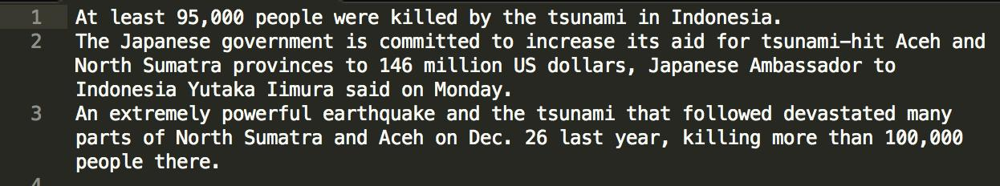 1 At least 95,000 people were killed by the tsunami in Indonesia.
2 The Japanese government is committed to increase its aid for tsunami-hit Aceh and
North Sumatra provinces to 146 million US dollars, Japanese Ambassador to
Indonesia Yutaka Iimura said on Monday.
3 An extremely powerful earthquake and the tsunami that followed devastated many
parts of North Sumatra and Aceh on Dec. 26 last year, killing more than 100,000
people there.
4